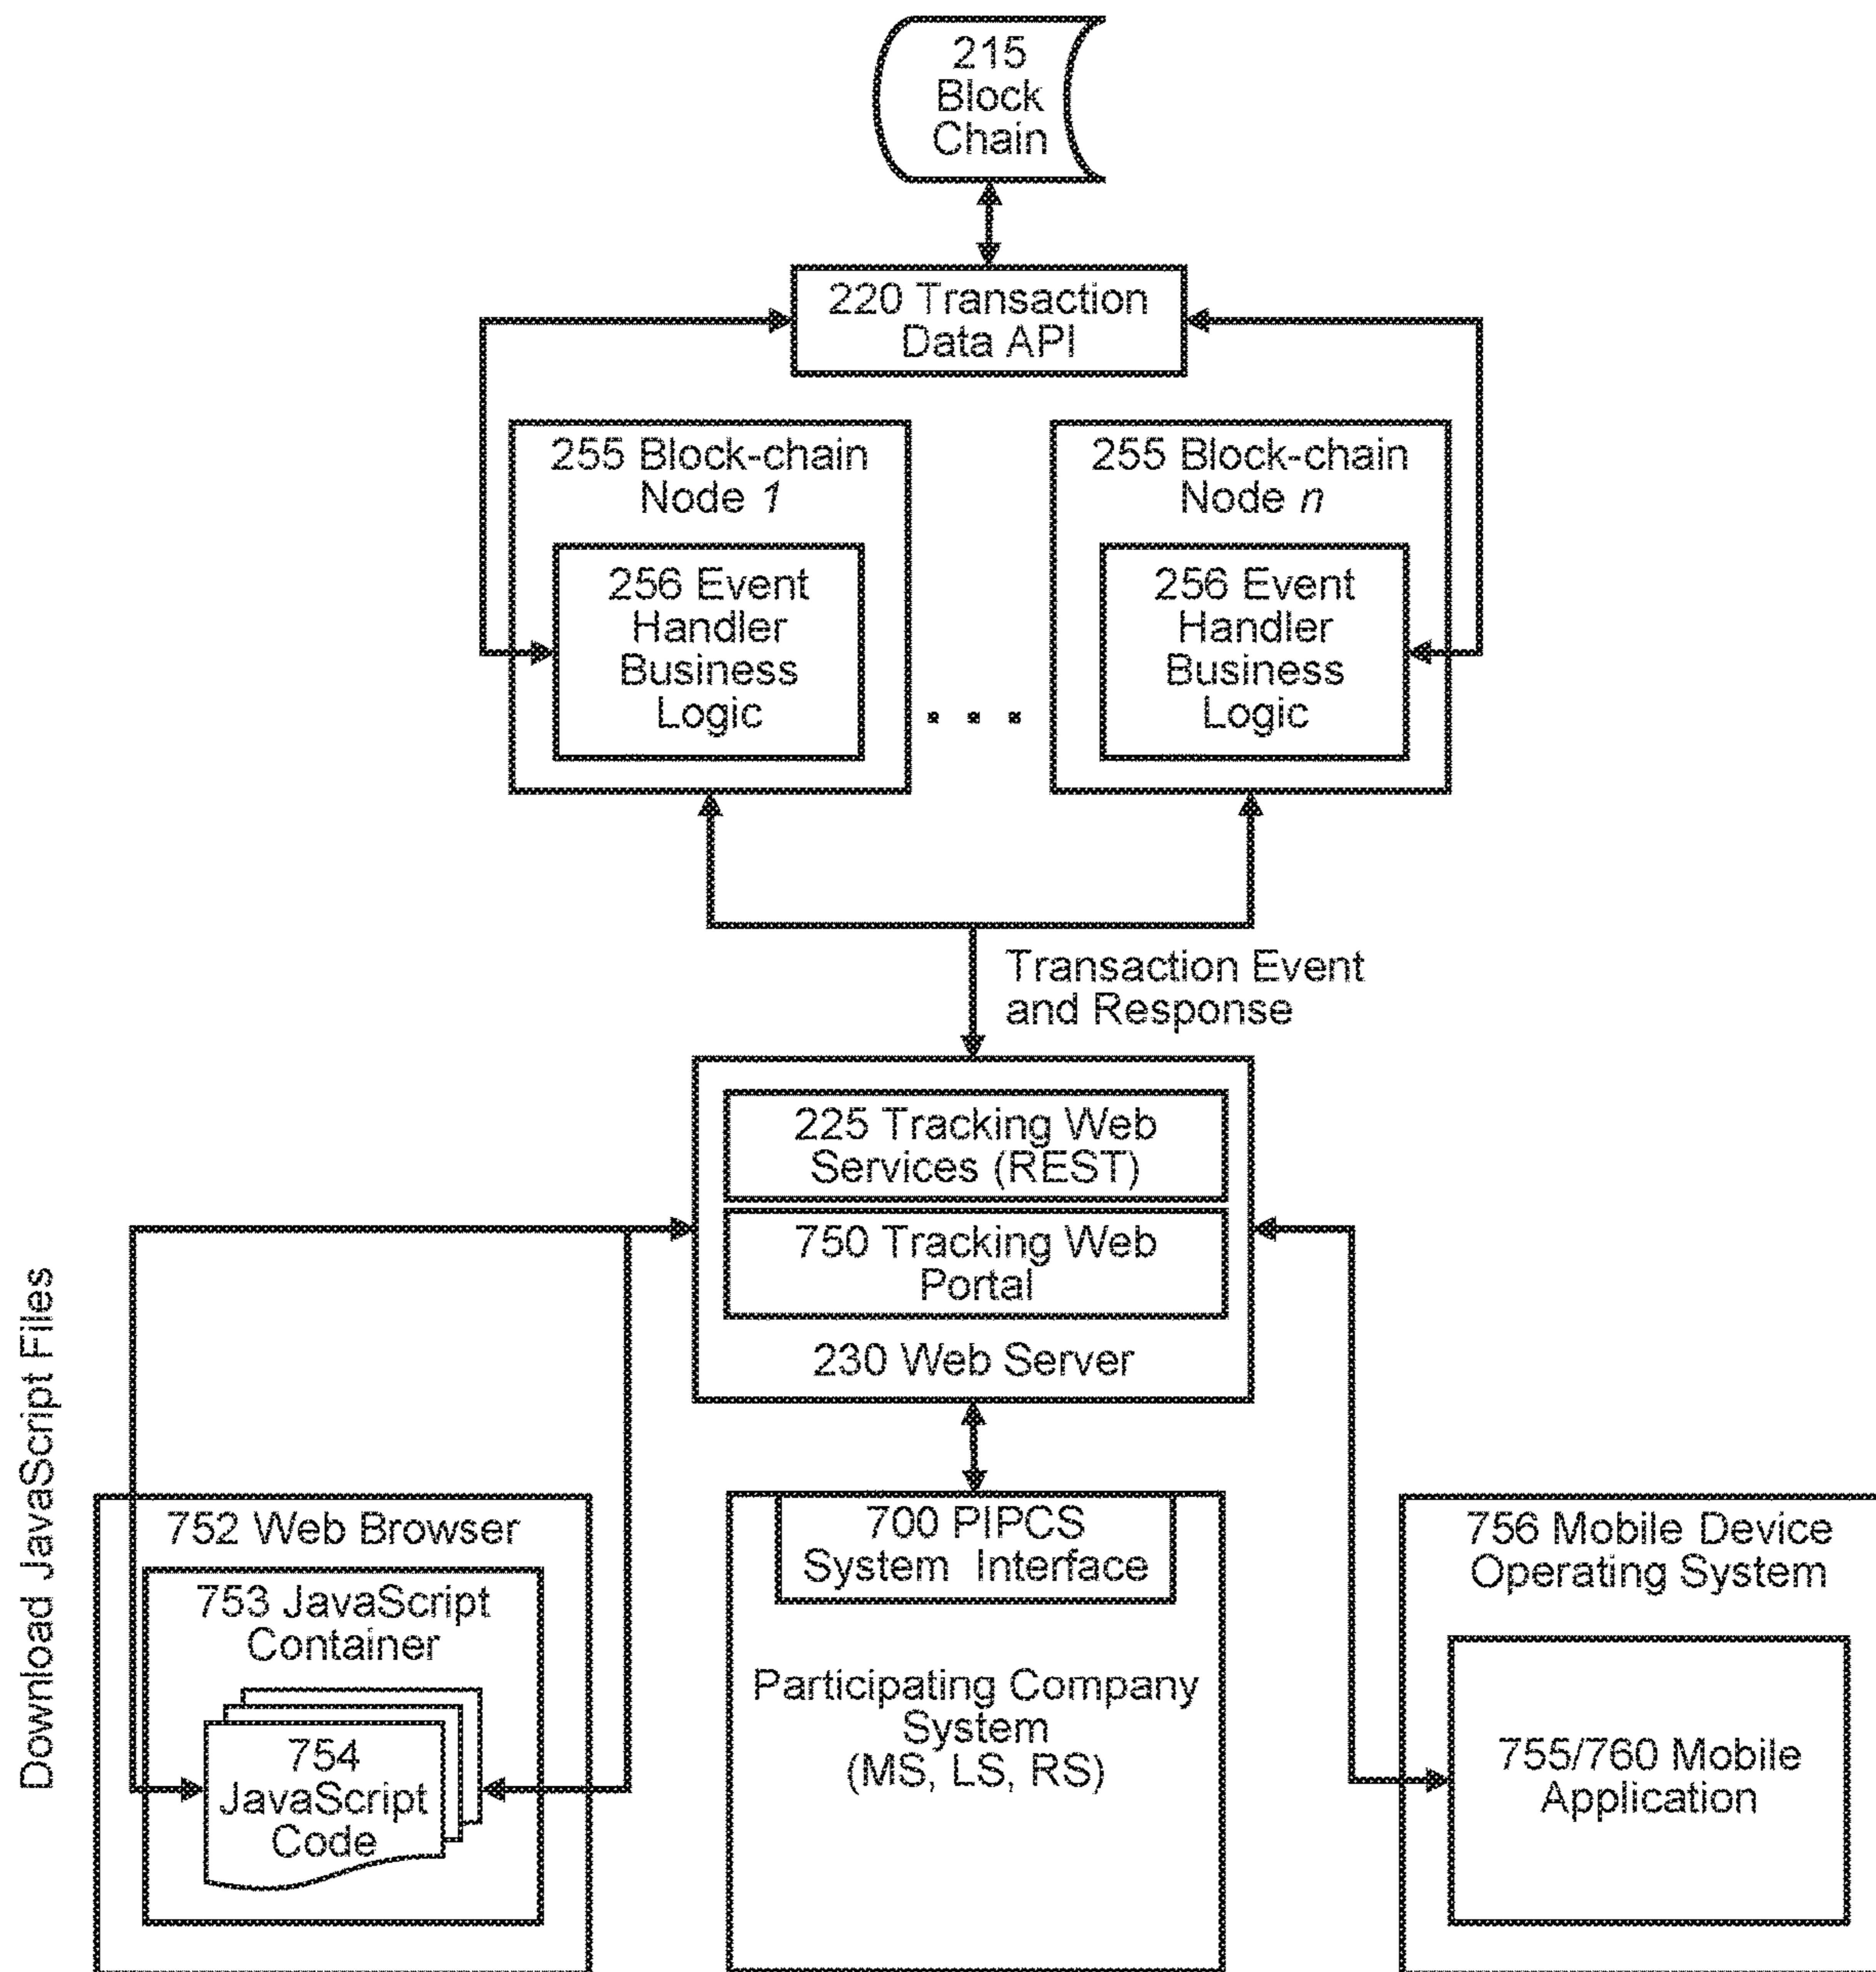 215
Block
Chain
220 Transaction
Data API
255 Block-chain
Node 1
255 Block-chain
Node n
256 Event
Handler
Business
Logic
. . .
256 Event
Handler
Business
Logic
Transaction Event
and Response
225 Tracking Web
Services (REST)
750 Tracking Web
Portal
230 Web Server
Download JavaScript Files
752 Web Browser
753 JavaScript
Container
754
JavaScript
Code
700 PIPCS
System Interface
Participating Company
System
(MS, LS, RS)
756 Mobile Device
Operating System
755/760 Mobile
Application